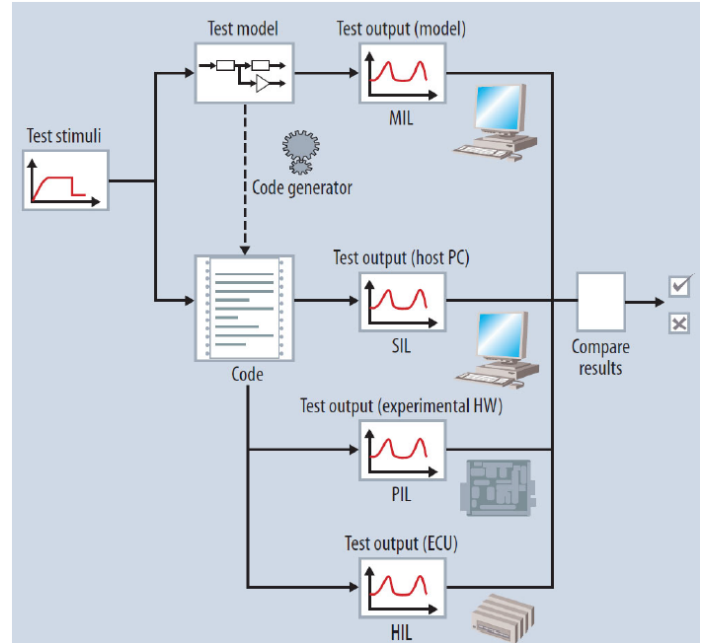 Test model
Test output (model)
MIL
Test stimuli
Code generator
Test output (host PC)
SIL
Code
Compare
results
Test output (experimental HW)
PIL
Test output (ECU)
HIL